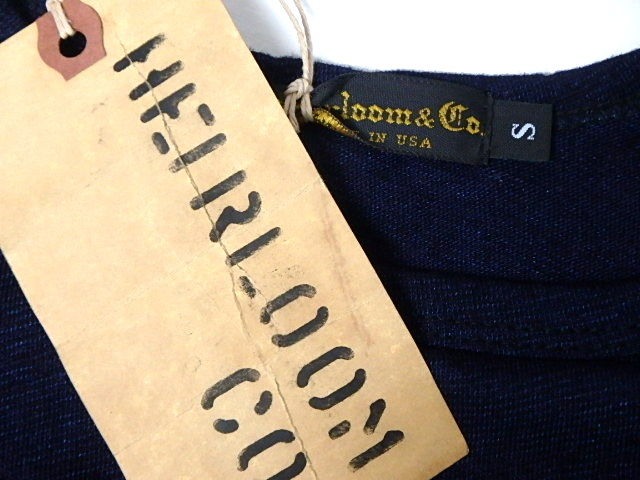 HEIRLOOM
CO
loom & Co.
IN USA
S